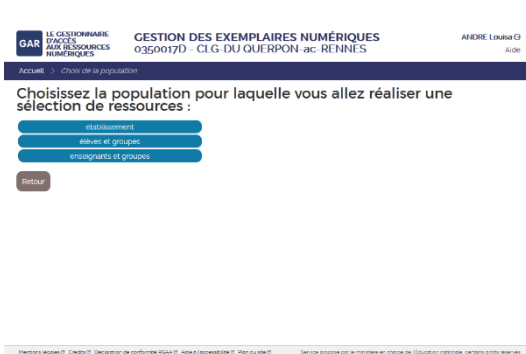 GAR
LE GESTIONNAIRE
D'ACCÈS
AUX RESSOURCES
NUMÉRIQUES
GESTION DES EXEMPLAIRES NUMÉRIQUES
0350017D - CLG-DU QUERPON-ac-RENNES
ANDRE Louisa
Aide
Accueil > Choix de la population
Choisissez la population pour laquelle vous allez réaliser une
sélection de ressources :
établissement
élèves et groupes
enseignants et groupes
Retour
Mentions légales Crédits Déclaration de conformité RGAA Aide à l'accessibilité Plan du site Service proposé par le ministère en charge de l'Éducation nationale, certains droits réservés